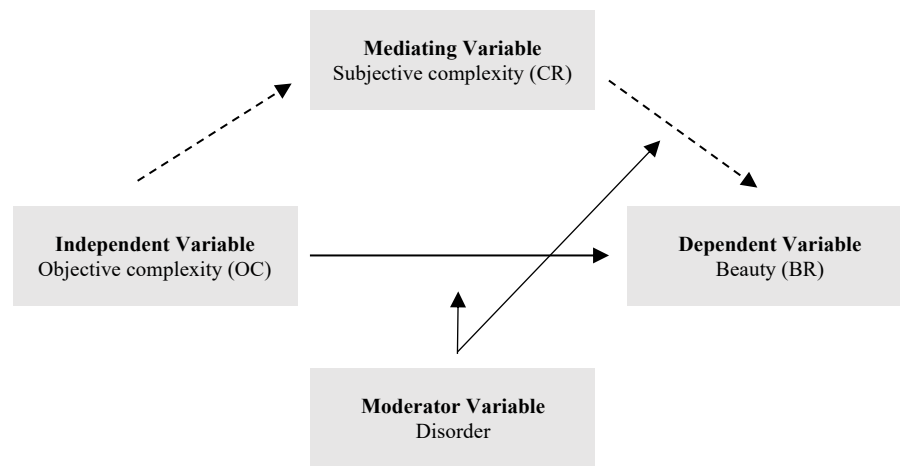 Mediating Variable
Subjective complexity (CR)
Independent Variable
Objective complexity (OC)
Dependent Variable
Beauty (BR)
Moderator Variable
Disorder